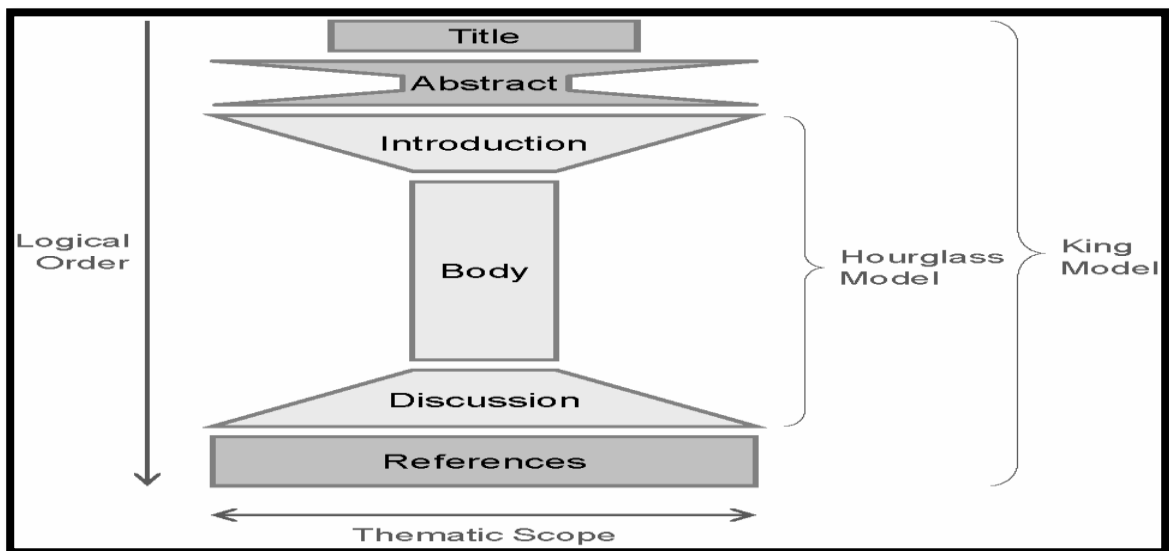 Title
Abstract
Introduction
Logical
Order
Body
Hourglass
Model
King
Model
Discussion
References
Thematic Scope